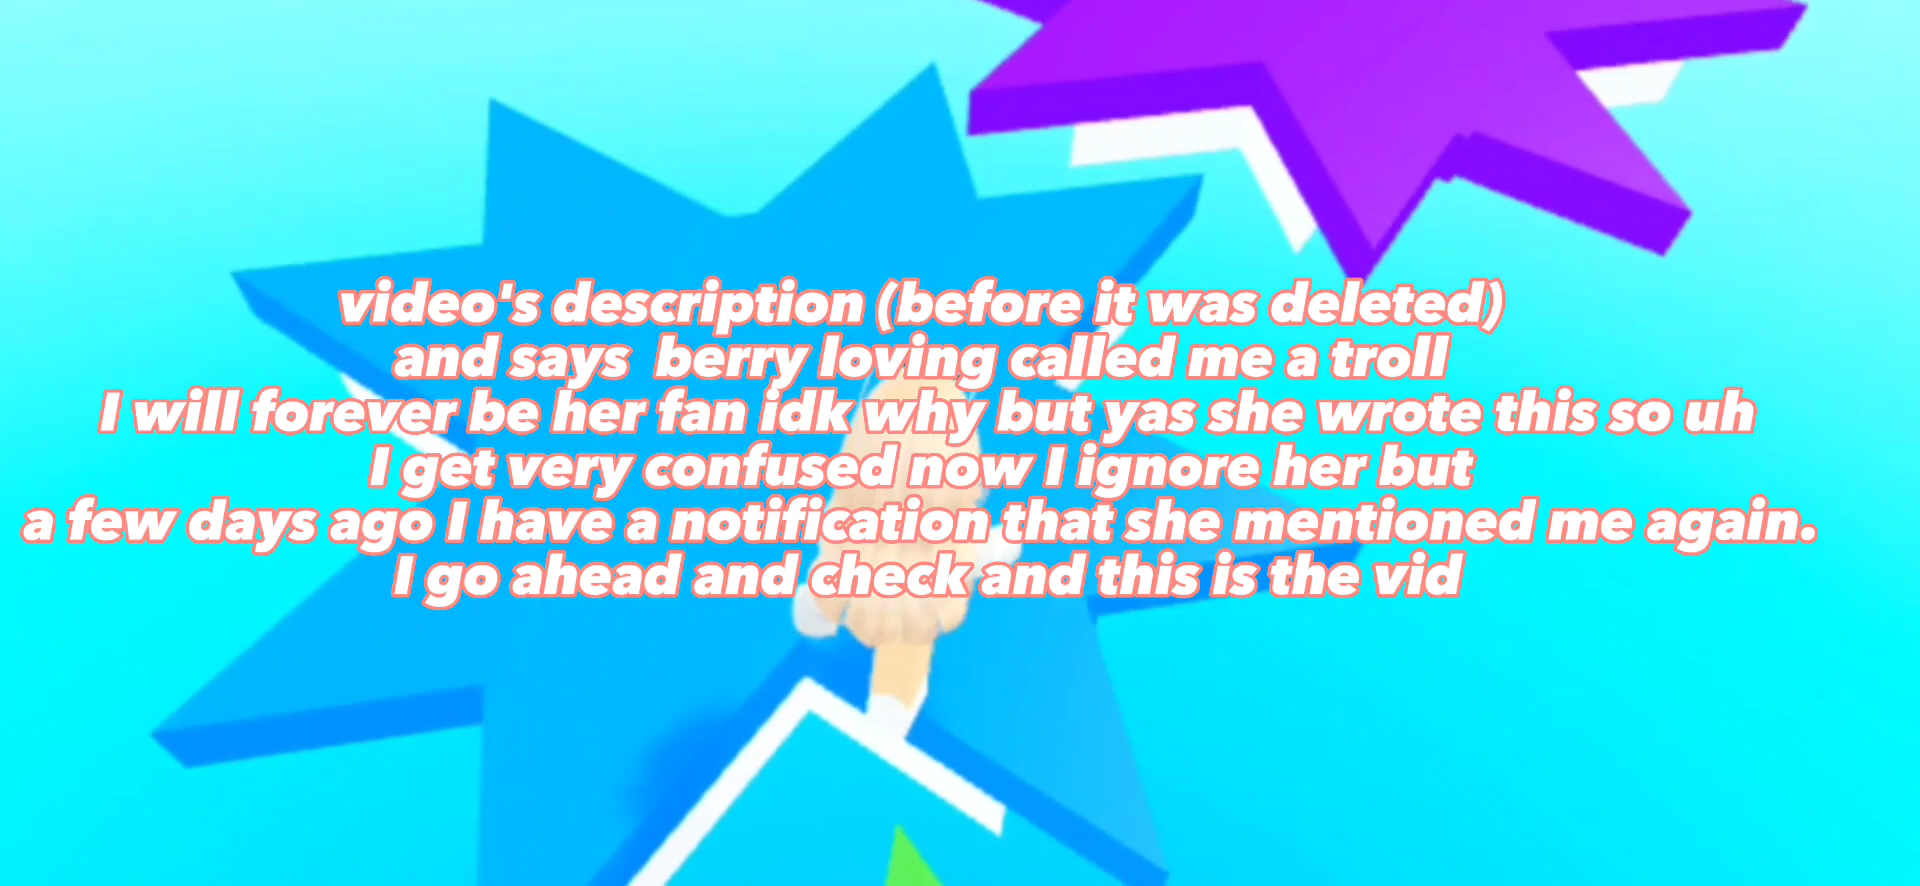 video's description (before it was deleted)
and says berry loving called me a troll
I will forever be her fan idk why but yas she wrote this so uh
I get very confused now I ignore her but
a few days ago I have a notification that she mentioned me again.
I go ahead and check and this is the vid